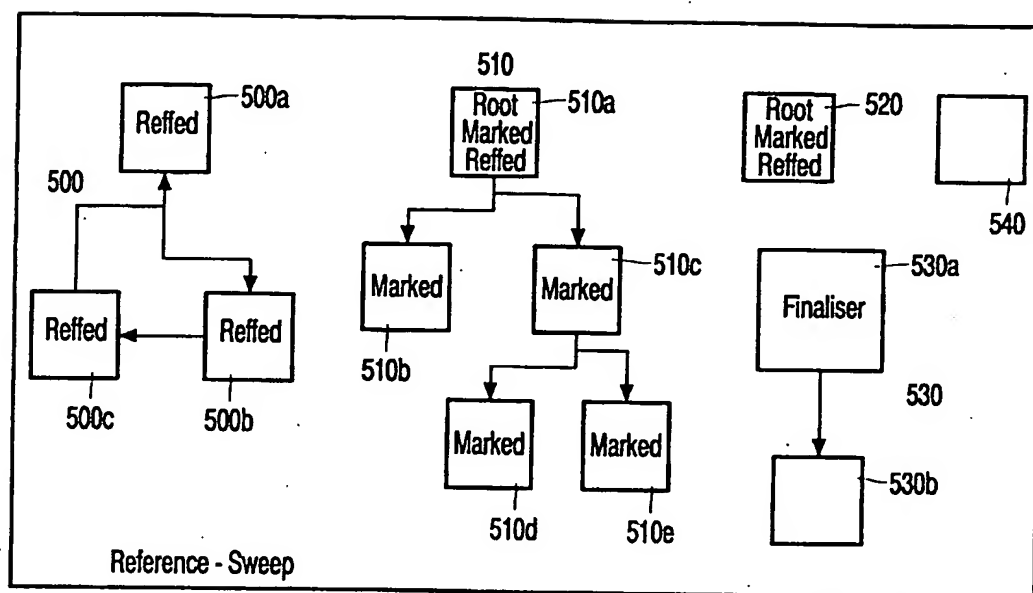 Reffed
500a
500
Reffed
500c
Reffed
500b
510
Root
Marked
Reffed
510a
Marked
510b
Marked
510c
Marked
510d
Marked
510e
Root
Marked
Reffed
520
540
Finaliser
530a
530
530b
Reference - Sweep